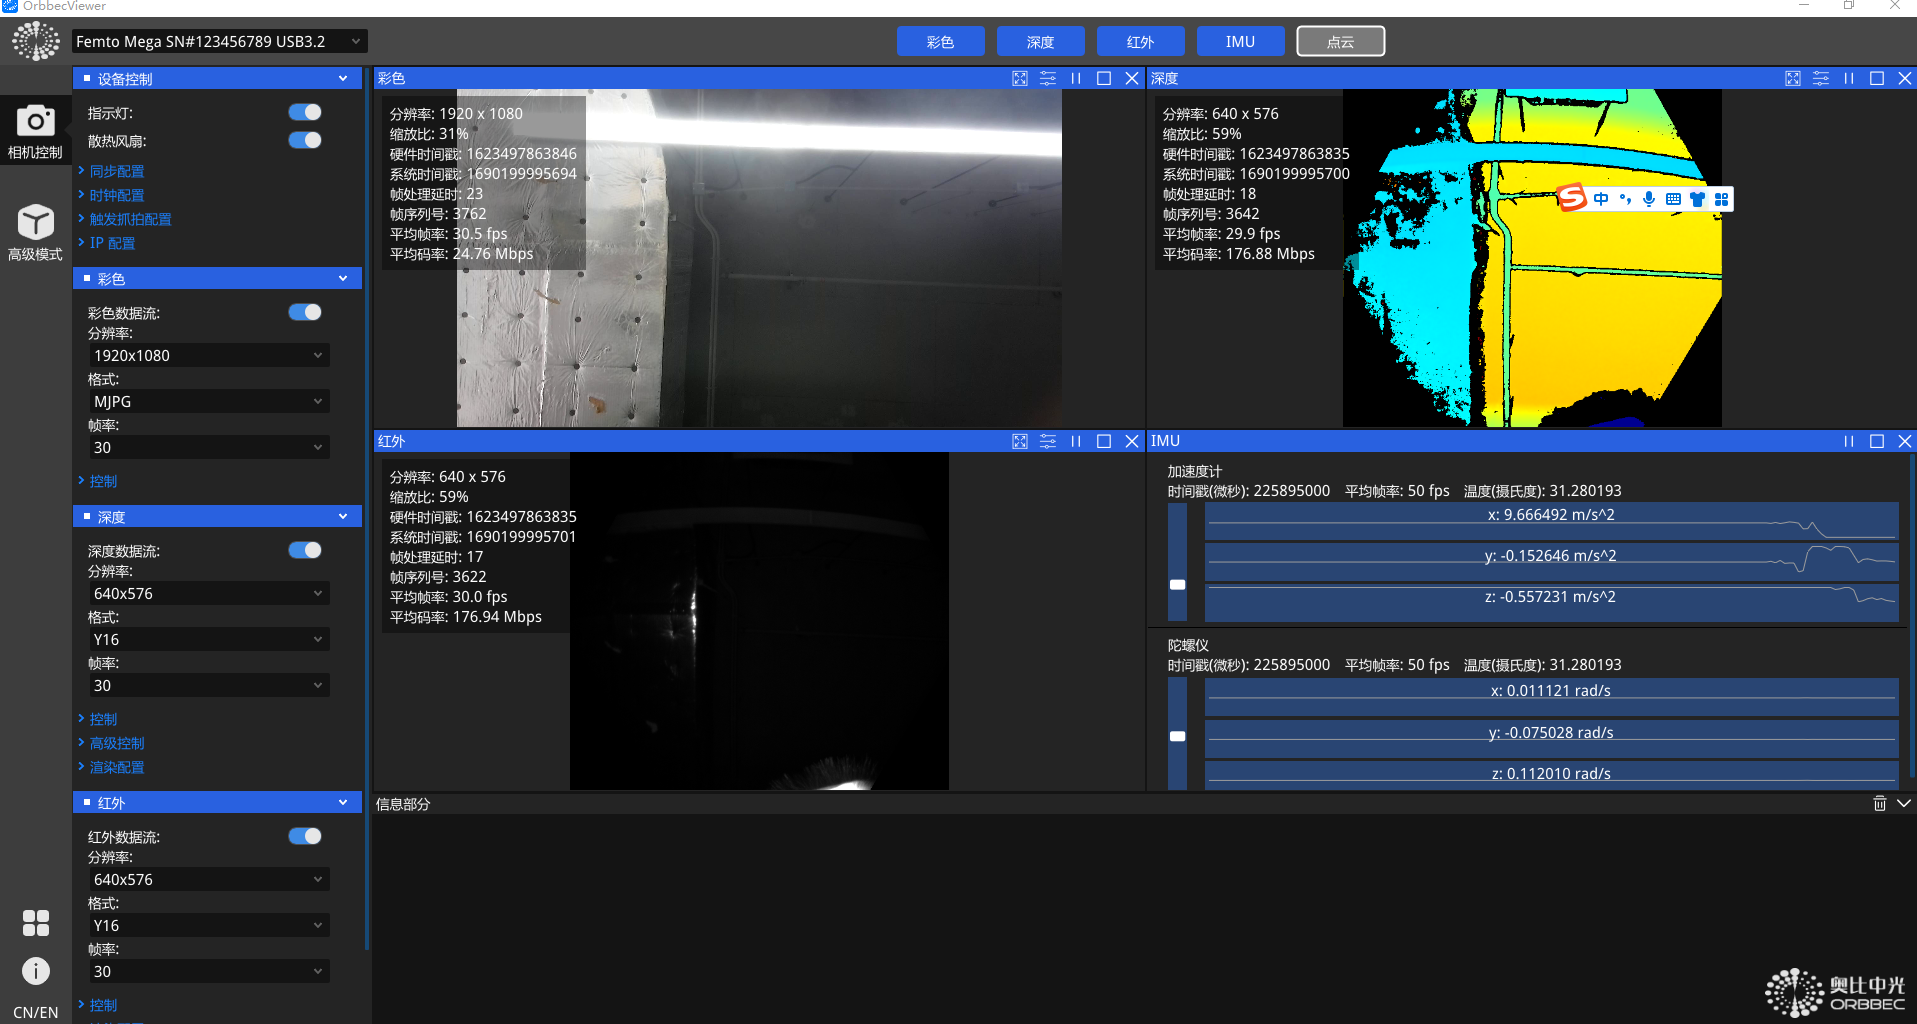 OrbbecViewer
Femto Mega SN#123456789 USB3.2
彩色
深度
红外
IMU
点云
相机控制
高级模式
CN/EN
设备控制
指示灯:
散热风扇:
同步配置
时钟配置
触发抓拍配置
IP 配置
彩色
彩色数据流:
分辨率:
1920x1080
格式:
MJPG
帧率:
30
控制
深度
深度数据流:
分辨率:
640x576
格式:
Y16
帧率:
30
控制
高级控制
渲染配置
红外
红外数据流:
分辨率:
640x576
格式:
Y16
帧率:
30
控制
彩色
分辨率: 1920 x 1080
缩放比: 31%
硬件时间戳: 1623497863846
系统时间戳: 1690199995694
帧处理延时: 23
帧序列号: 3762
平均帧率: 30.5 fps
平均码率: 24.76 Mbps
深度
分辨率: 640 x 576
缩放比: 59%
硬件时间戳: 1623497863835
系统时间戳: 1690199995700
帧处理延时: 18
帧序列号: 3642
平均帧率: 29.9 fps
平均码率: 176.88 Mbps
中
红外
分辨率: 640 x 576
缩放比: 59%
硬件时间戳: 1623497863835
系统时间戳: 1690199995701
帧处理延时: 17
帧序列号: 3622
平均帧率: 30.0 fps
平均码率: 176.94 Mbps
IMU
加速度计
时间戳(微秒): 225895000 平均帧率: 50 fps 温度(摄氏度): 31.280193
x: 9.666492 m/s^2
y: -0.152646 m/s^2
z: -0.557231 m/s^2
陀螺仪
时间戳(微秒): 225895000 平均帧率: 50 fps 温度(摄氏度): 31.280193
x: 0.011121 rad/s
y: -0.075028 rad/s
z: 0.112010 rad/s
信息部分
奥比中光
ORBBEC